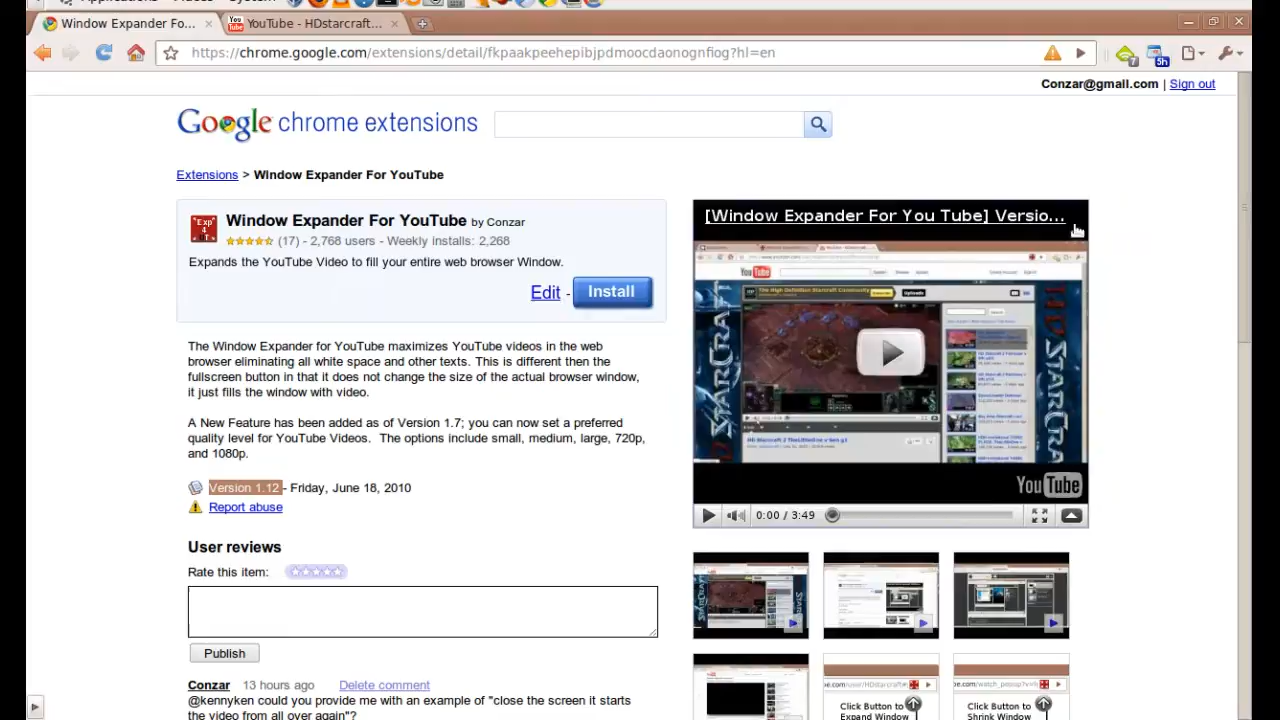 Window Expander Fo...
YouTube - HDstarcraft...
https://chrome.google.com/extensions/detail/fkpaakpeehepibjpdmoocdaonognfiog?hl=en
5h
Conzar@gmail.com | Sign out
Google chrome extensions
Extensions > Window Expander For YouTube
Window Expander For YouTube by Conzar
(17) - 2,768 users - Weekly installs: 2,268
Expands the YouTube Video to fill your entire web browser Window.
Edit - Install
[Window Expander For You Tube] Versio...
The High Definition Starcraft Community
YouTube
0:00 / 3:49
The Window Expander for YouTube maximizes YouTube videos in the web
browser eliminating all white space and other texts. This is different then the
fullscreen button in which does not change the size of the actual browser window,
it just fills the window with video.
A New Feature has been added as of Version 1.7; you can now set a preferred
quality level for YouTube Videos. The options include small, medium, large, 720p,
and 1080p.
Version 1.12 - Friday, June 18, 2010
Report abuse
User reviews
Rate this item:
Publish
Conzar 13 hours ago Delete comment
@kennyken could you provide me with an example of "close the screen it starts
the video from all over again"?
Click Button to
Expand Window
Click Button to
Shrink Window